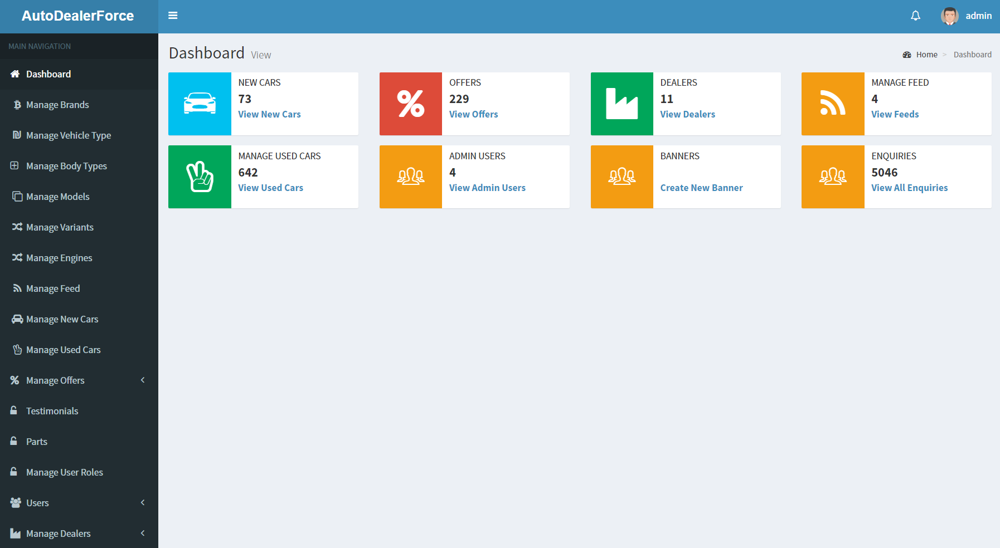 AutoDealerForce
admin
MAIN NAVIGATION
Dashboard
Manage Brands
Manage Vehicle Type
Manage Body Types
Manage Models
Manage Variants
Manage Engines
Manage Feed
Manage New Cars
Manage Used Cars
Manage Offers
Testimonials
Parts
Manage User Roles
Users
Manage Dealers
Dashboard View
Home > Dashboard
NEW CARS
73
View New Cars
OFFERS
229
View Offers
DEALERS
11
View Dealers
MANAGE FEED
4
View Feeds
MANAGE USED CARS
642
View Used Cars
ADMIN USERS
4
View Admin Users
BANNERS
Create New Banner
ENQUIRIES
5046
View All Enquiries